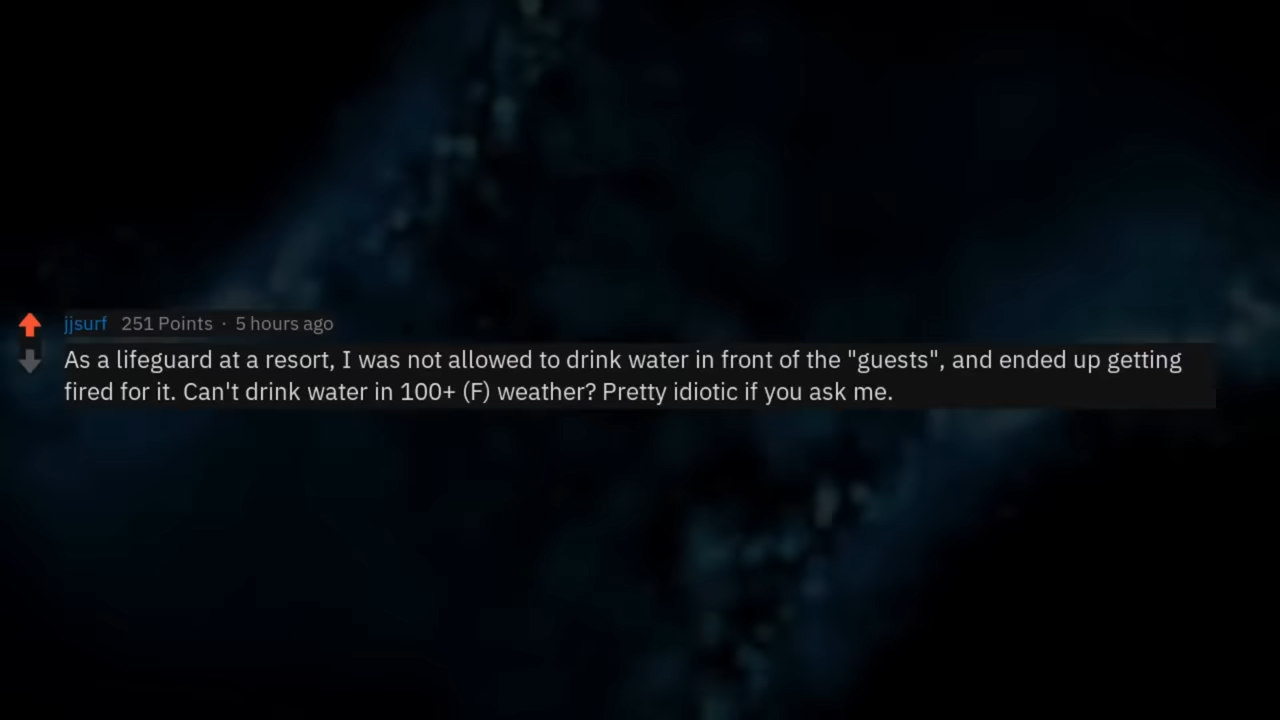 jjsurf 251 Points · 5 hours ago
As a lifeguard at a resort, I was not allowed to drink water in front of the "guests", and ended up getting
fired for it. Can't drink water in 100+ (F) weather? Pretty idiotic if you ask me.